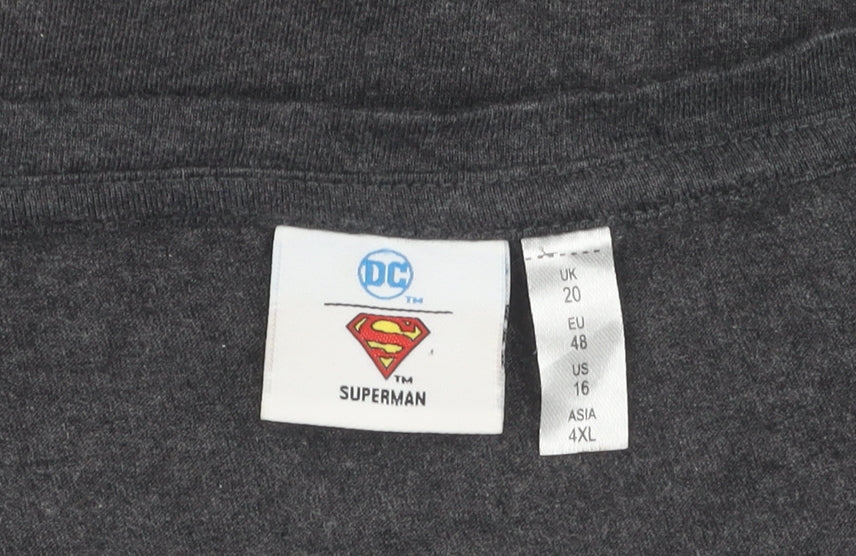 DC
TM
TM
SUPERMAN
UK
20
EU
48
US
16
ASIA
4XL